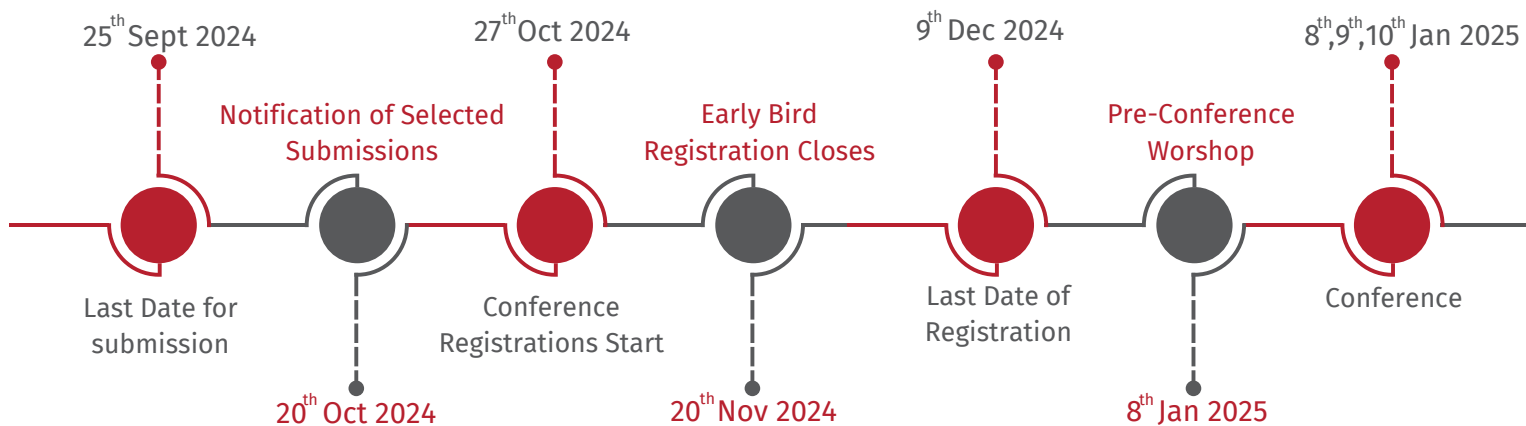 25th Sept 2024
Last Date for
submission
Notification of Selected
Submissions
20th Oct 2024
27th Oct 2024
Conference
Registrations Start
Early Bird
Registration Closes
20th Nov 2024
9th Dec 2024
Last Date of
Registration
Pre-Conference
Worshop
8th Jan 2025
8th,9th,10th Jan 2025
Conference